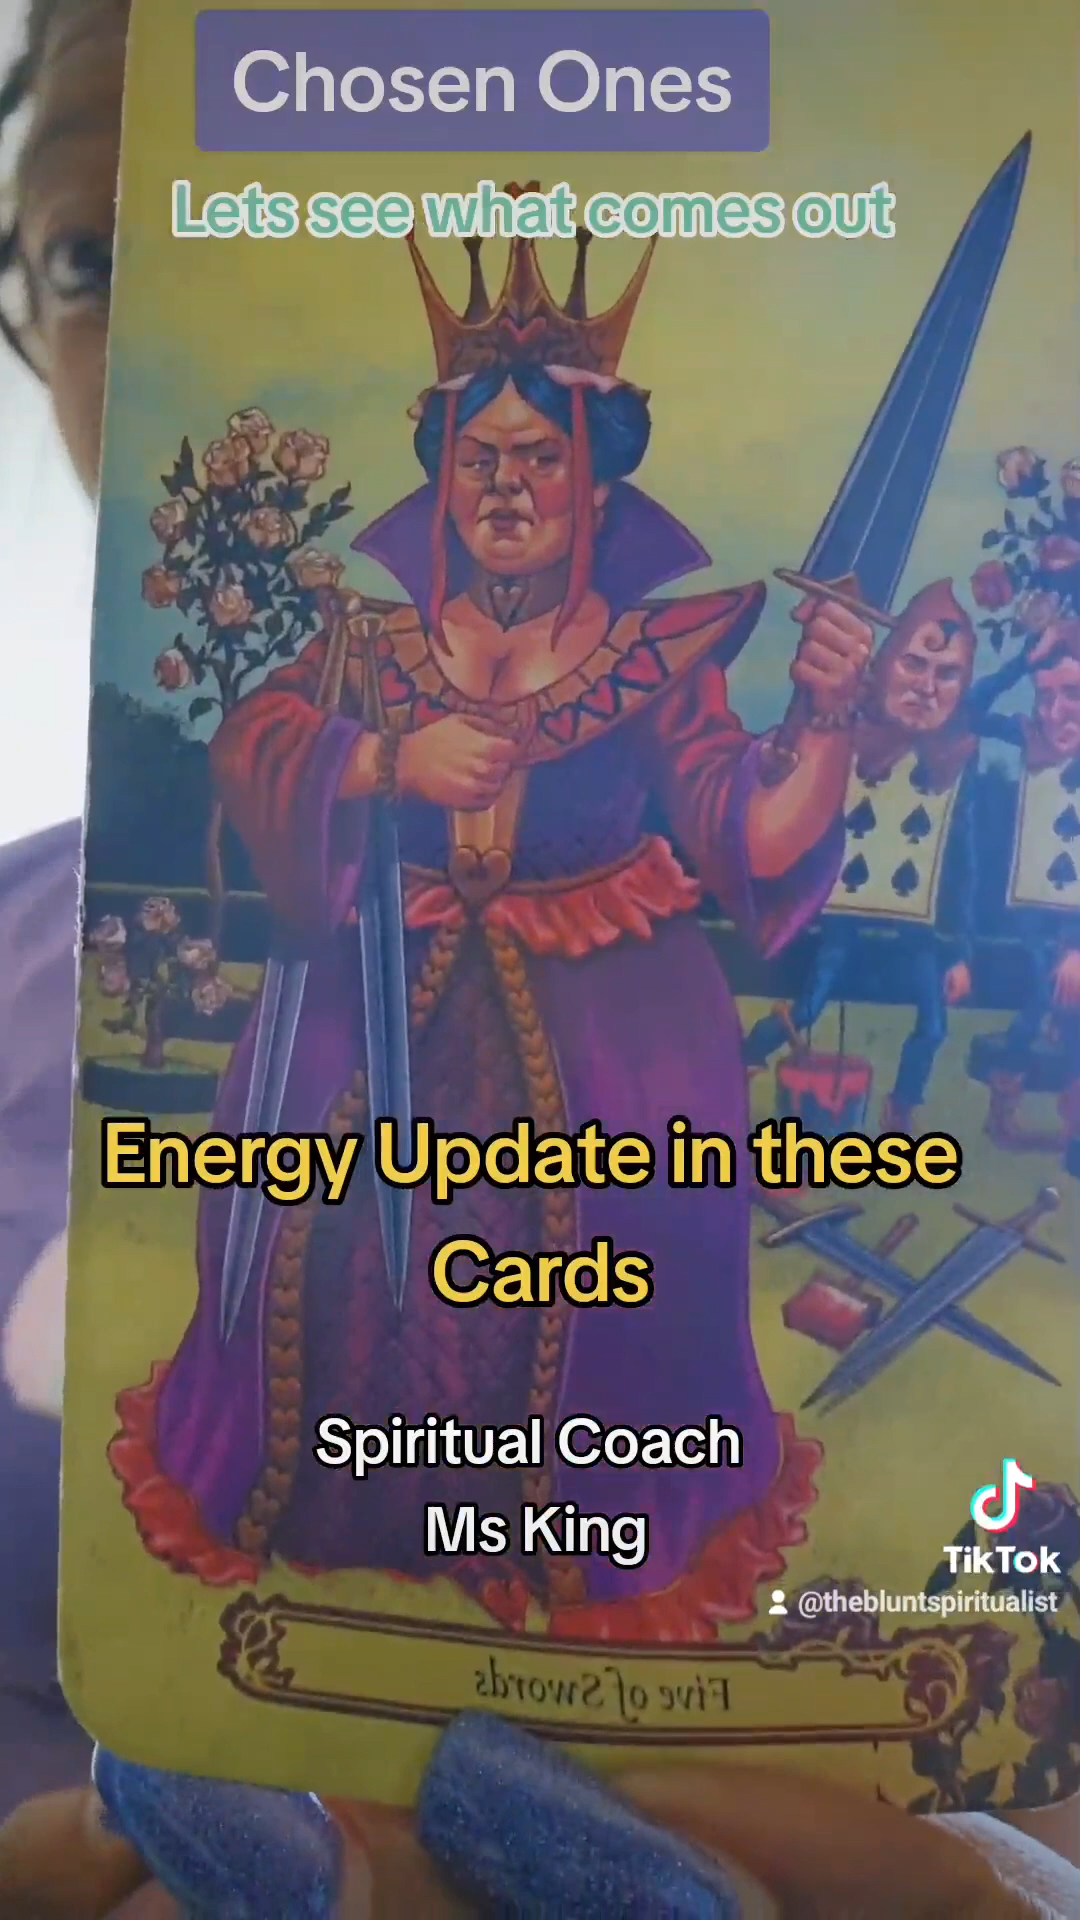 Chosen Ones
Lets see what comes out
Energy Update in these
Cards
Spiritual Coach
Ms King
TikTok
@thebluntspiritualist
Five of Swords